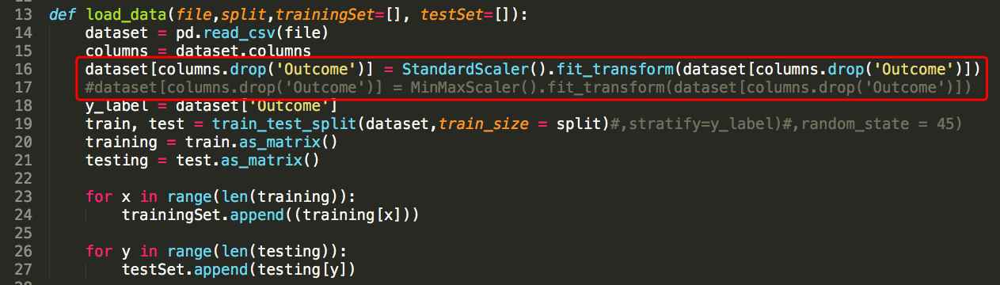 13 def load_data(file,split,trainingSet=[], testSet=[]):
14     dataset = pd.read_csv(file)
15     columns = dataset.columns
16     dataset[columns.drop('Outcome')] = StandardScaler().fit_transform(dataset[columns.drop('Outcome')])
17     #dataset[columns.drop('Outcome')] = MinMaxScaler().fit_transform(dataset[columns.drop('Outcome')])
18     y_label = dataset['Outcome']
19     train, test = train_test_split(dataset,train_size = split)#,stratify=y_label)#,random_state = 45)
20     training = train.as_matrix()
21     testing = test.as_matrix()
22
23     for x in range(len(training)):
24         trainingSet.append((training[x]))
25
26     for y in range(len(testing)):
27         testSet.append(testing[y])